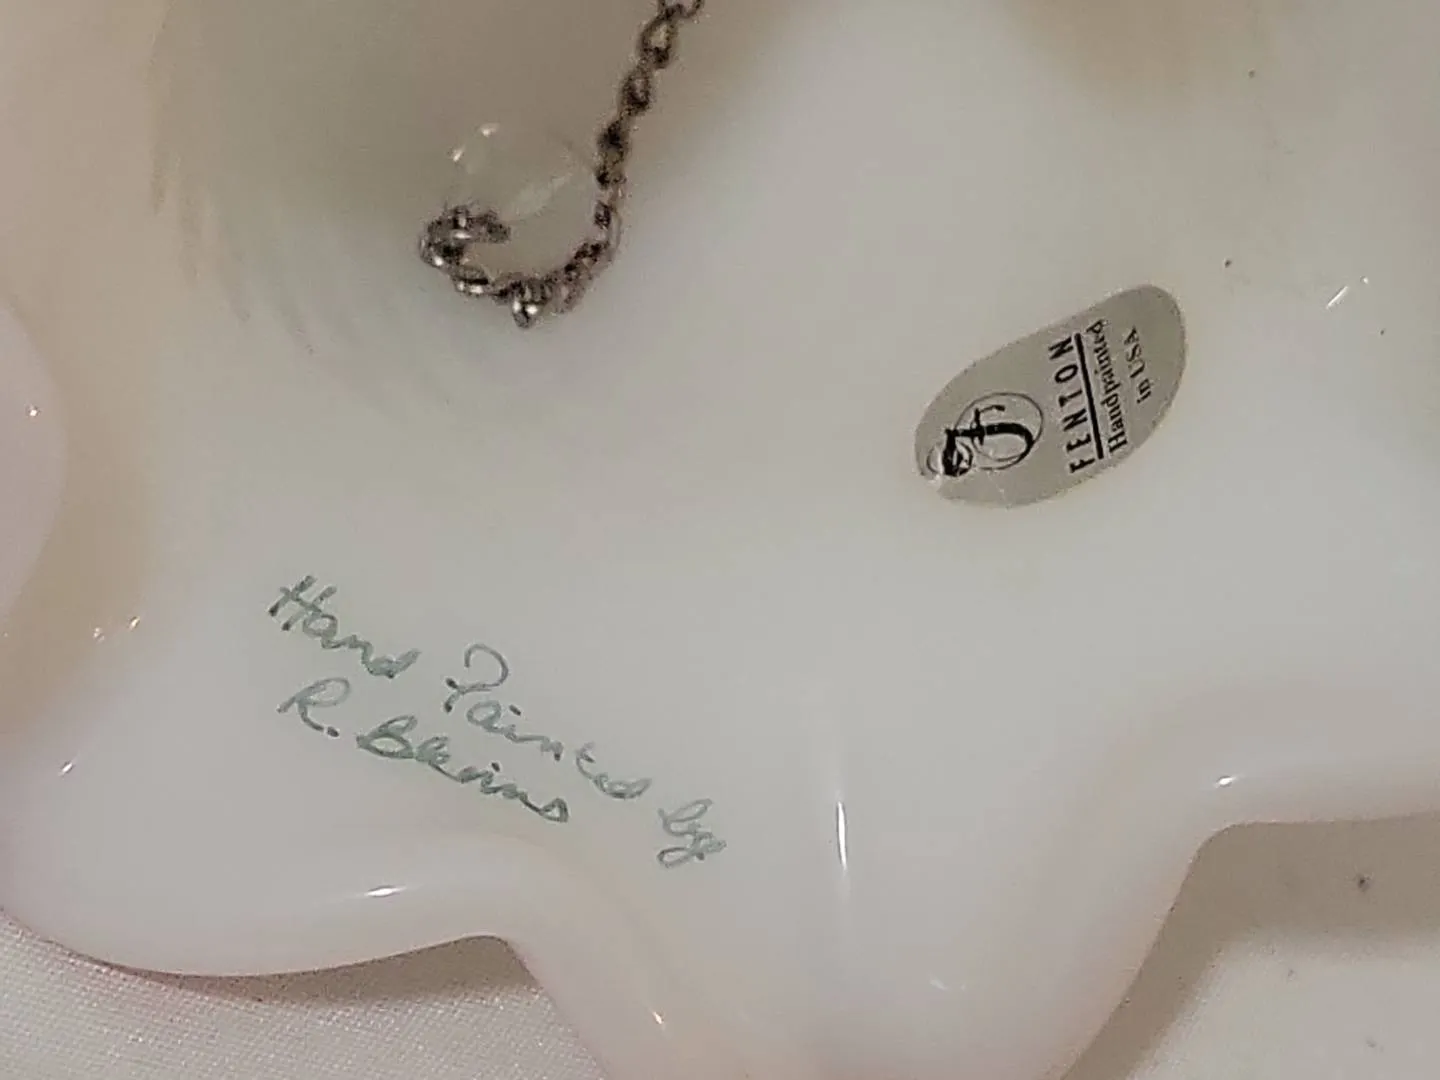 Hand Painted by
R. Blevins
FENTON
Handpainted
in USA